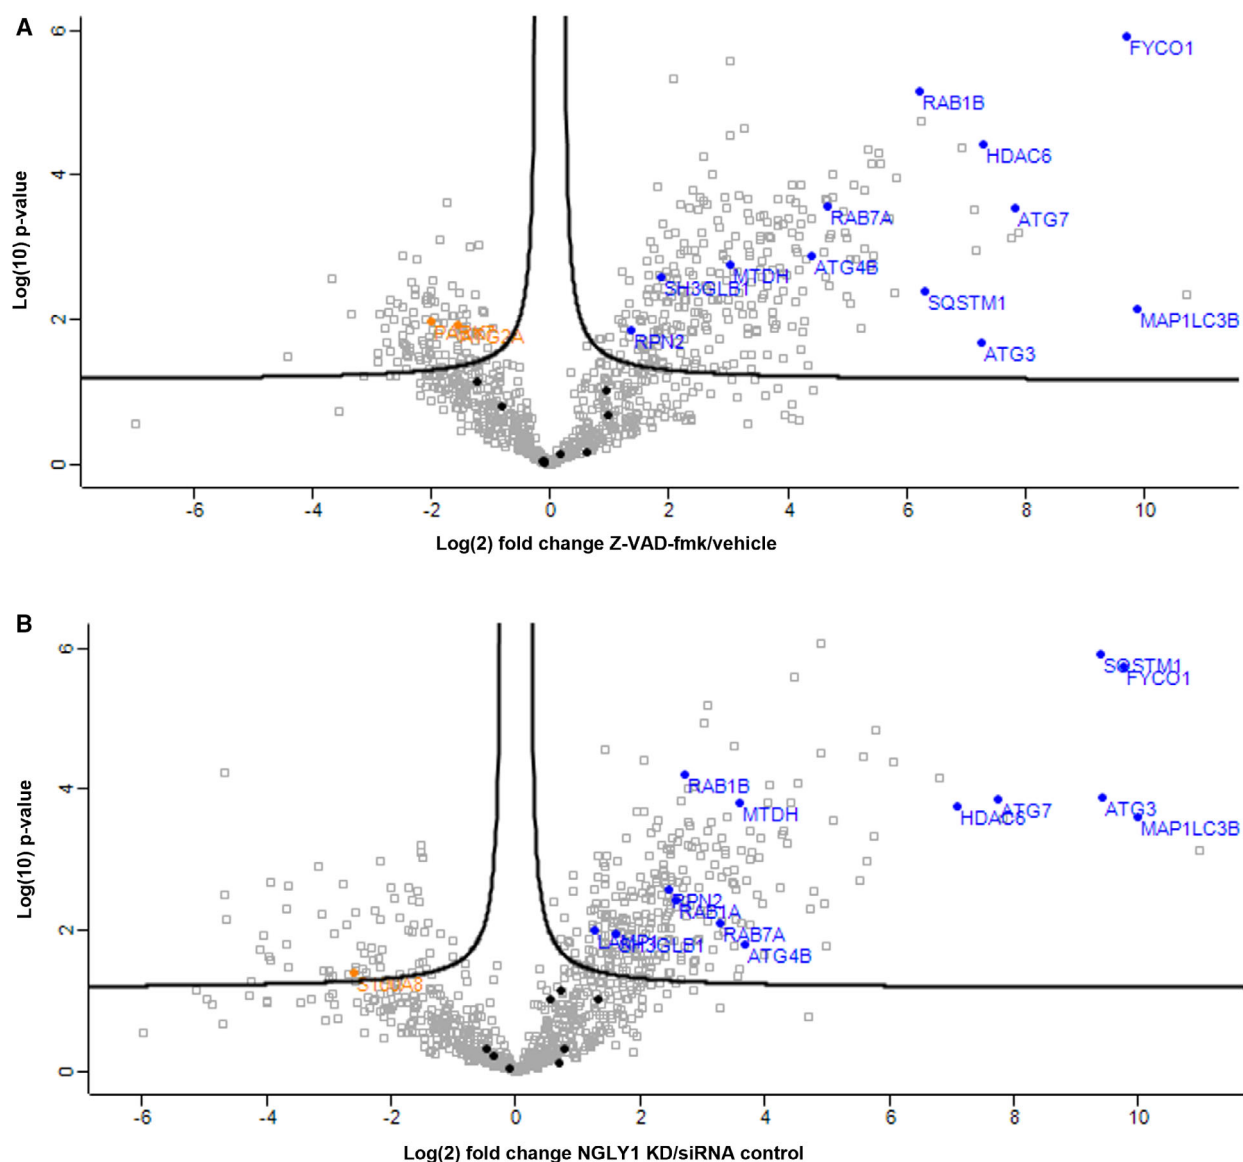 A
6
FYCO1
RAB1B
HDAC6
4
RAB7A
ATG7
ATG4B
MTDH
SH3GLB1
SQSTM1
MAP1LC3B
2
RPN2
ATG3
0
Log(10) p-value
-6 -4 -2 0 2 4 6 8 10
Log(2) fold change Z-VAD-fmk/vehicle
B
6
SQSTM1
FYCO1
4
RAB1B
MTDH
HDAC6
ATG7
ATG3
MAP1LC3B
RPN2
RAB1A
2
RAB7A
LAMP1
SH3GLB1
ATG4B
S100A8
0
Log(10) p-value
-6 -4 -2 0 2 4 6 8 10
Log(2) fold change NGLY1 KD/siRNA control